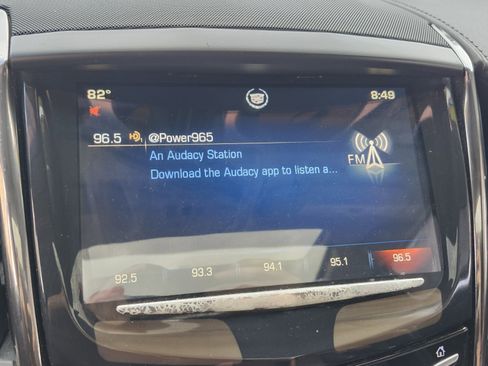 82° 8:49
96.5 @Power965
An Audacy Station
Download the Audacy app to listen a...
FM
92.5 93.3 94.1 95.1 96.5